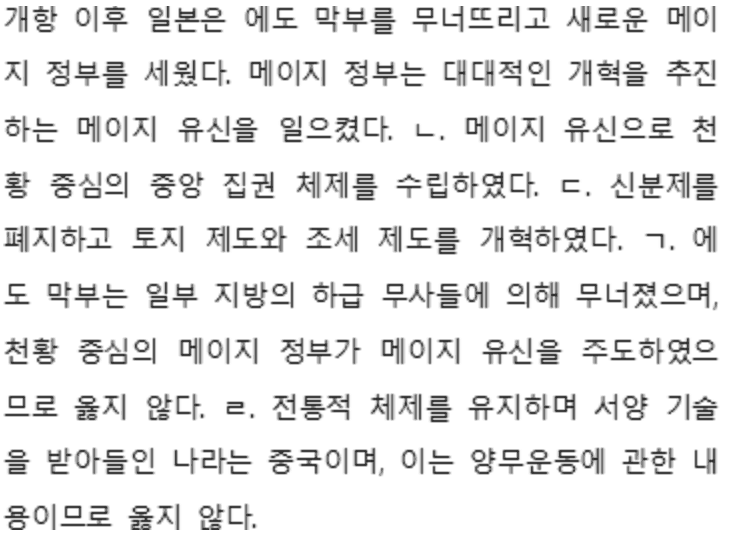 개항 이후 일본은 에도 막부를 무너뜨리고 새로운 메이
지 정부를 세웠다. 메이지 정부는 대대적인 개혁을 추진
하는 메이지 유신을 일으켰다. ㄴ. 메이지 유신으로 천
황 중심의 중앙 집권 체제를 수립하였다. ㄷ. 신분제를
폐지하고 토지 제도와 조세 제도를 개혁하였다. ㄱ. 에
도 막부는 일부 지방의 하급 무사들에 의해 무너졌으며,
천황 중심의 메이지 정부가 메이지 유신을 주도하였으
므로 옳지 않다. ㄹ. 전통적 체제를 유지하며 서양 기술
을 받아들인 나라는 중국이며, 이는 양무운동에 관한 내
용이므로 옳지 않다.